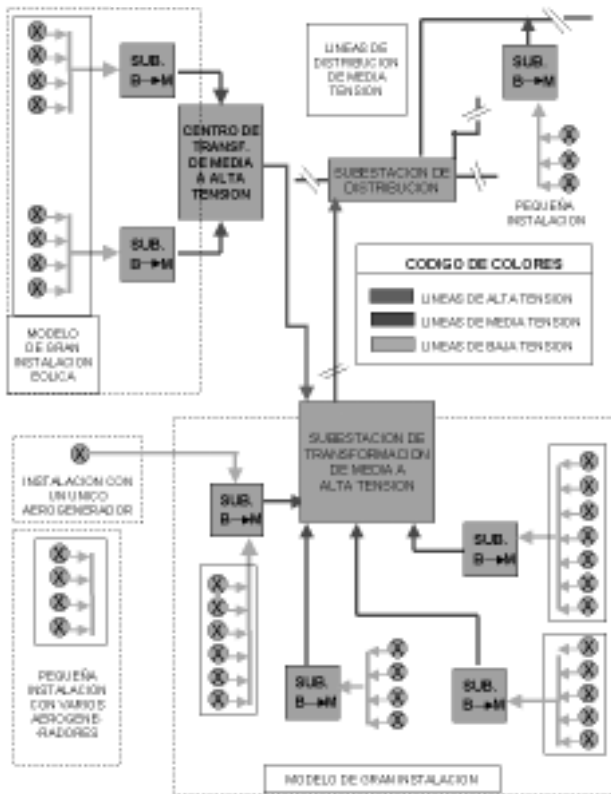 SUB.
B→M
CENTRO DE
TRANSF.
DE MEDIA
A ALTA
TENSION
SUB.
B→M
MODELO
DE GRAN
INSTALACION
EOLICA
LINEAS DE
DISTRIBUCION
DE MEDIA
TENSION
SUB.
B→M
SUBESTACION DE
DISTRIBUCION
PEQUEÑA
INSTALACION
CODIGO DE COLORES
LINEAS DE ALTA TENSION
LINEAS DE MEDIA TENSION
LINEAS DE BAJA TENSION
SUBESTACION DE
TRANSFORMACION
DE MEDIA A
ALTA TENSION
INSTALACION CON
UN UNICO
AEROGENERADOR
SUB.
B→M
SUB.
B→M
PEQUEÑA
INSTALACIÓN
CON VARIOS
AEROGENE-
-RADORES
SUB.
B→M
SUB.
B→M
MODELO DE GRAN INSTALACION